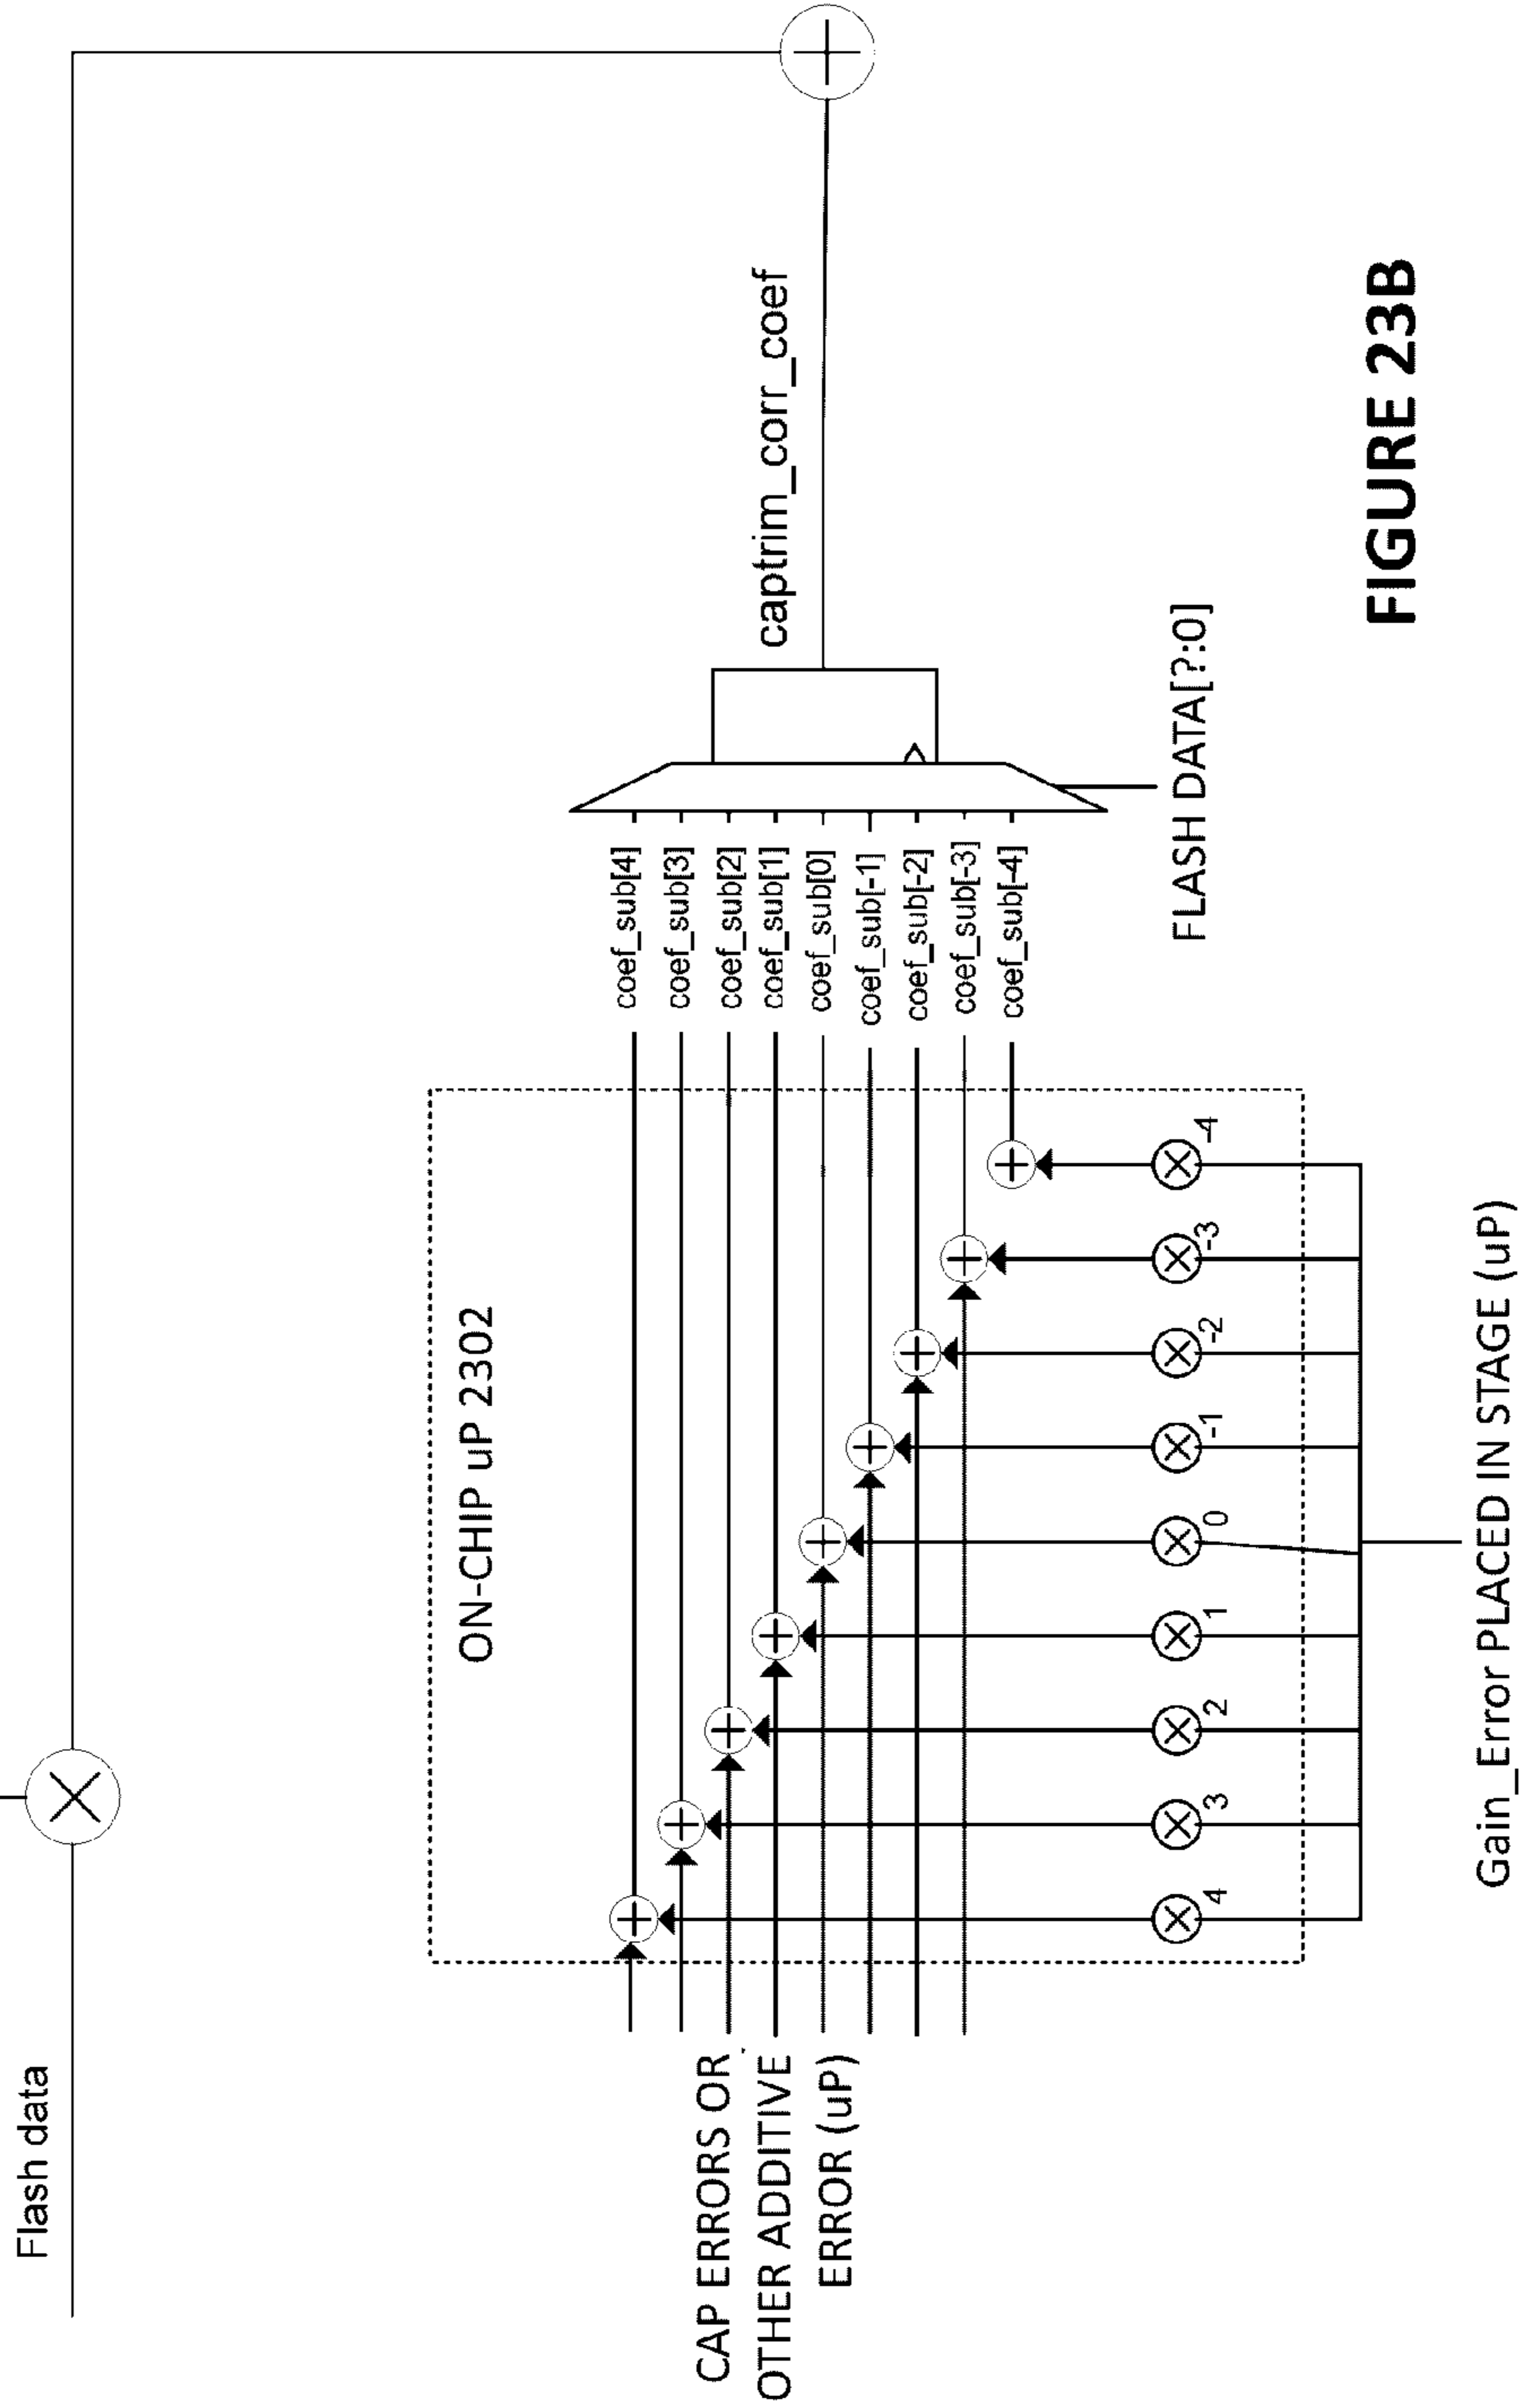 Flash data
ON-CHIP uP 2302
CAP ERRORS OR
OTHER ADDITIVE
ERROR (uP)
coef_sub[4]
coef_sub[3]
coef_sub[2]
coef_sub[1]
coef_sub[0]
coef_sub[-1]
coef_sub[-2]
coef_sub[-3]
coef_sub[-4]
captrim_corr_coef
FLASH DATA[?:0]
4 3 2 1 0 -1 -2 -3 -4
Gain_Error PLACED IN STAGE (uP)
FIGURE 23B